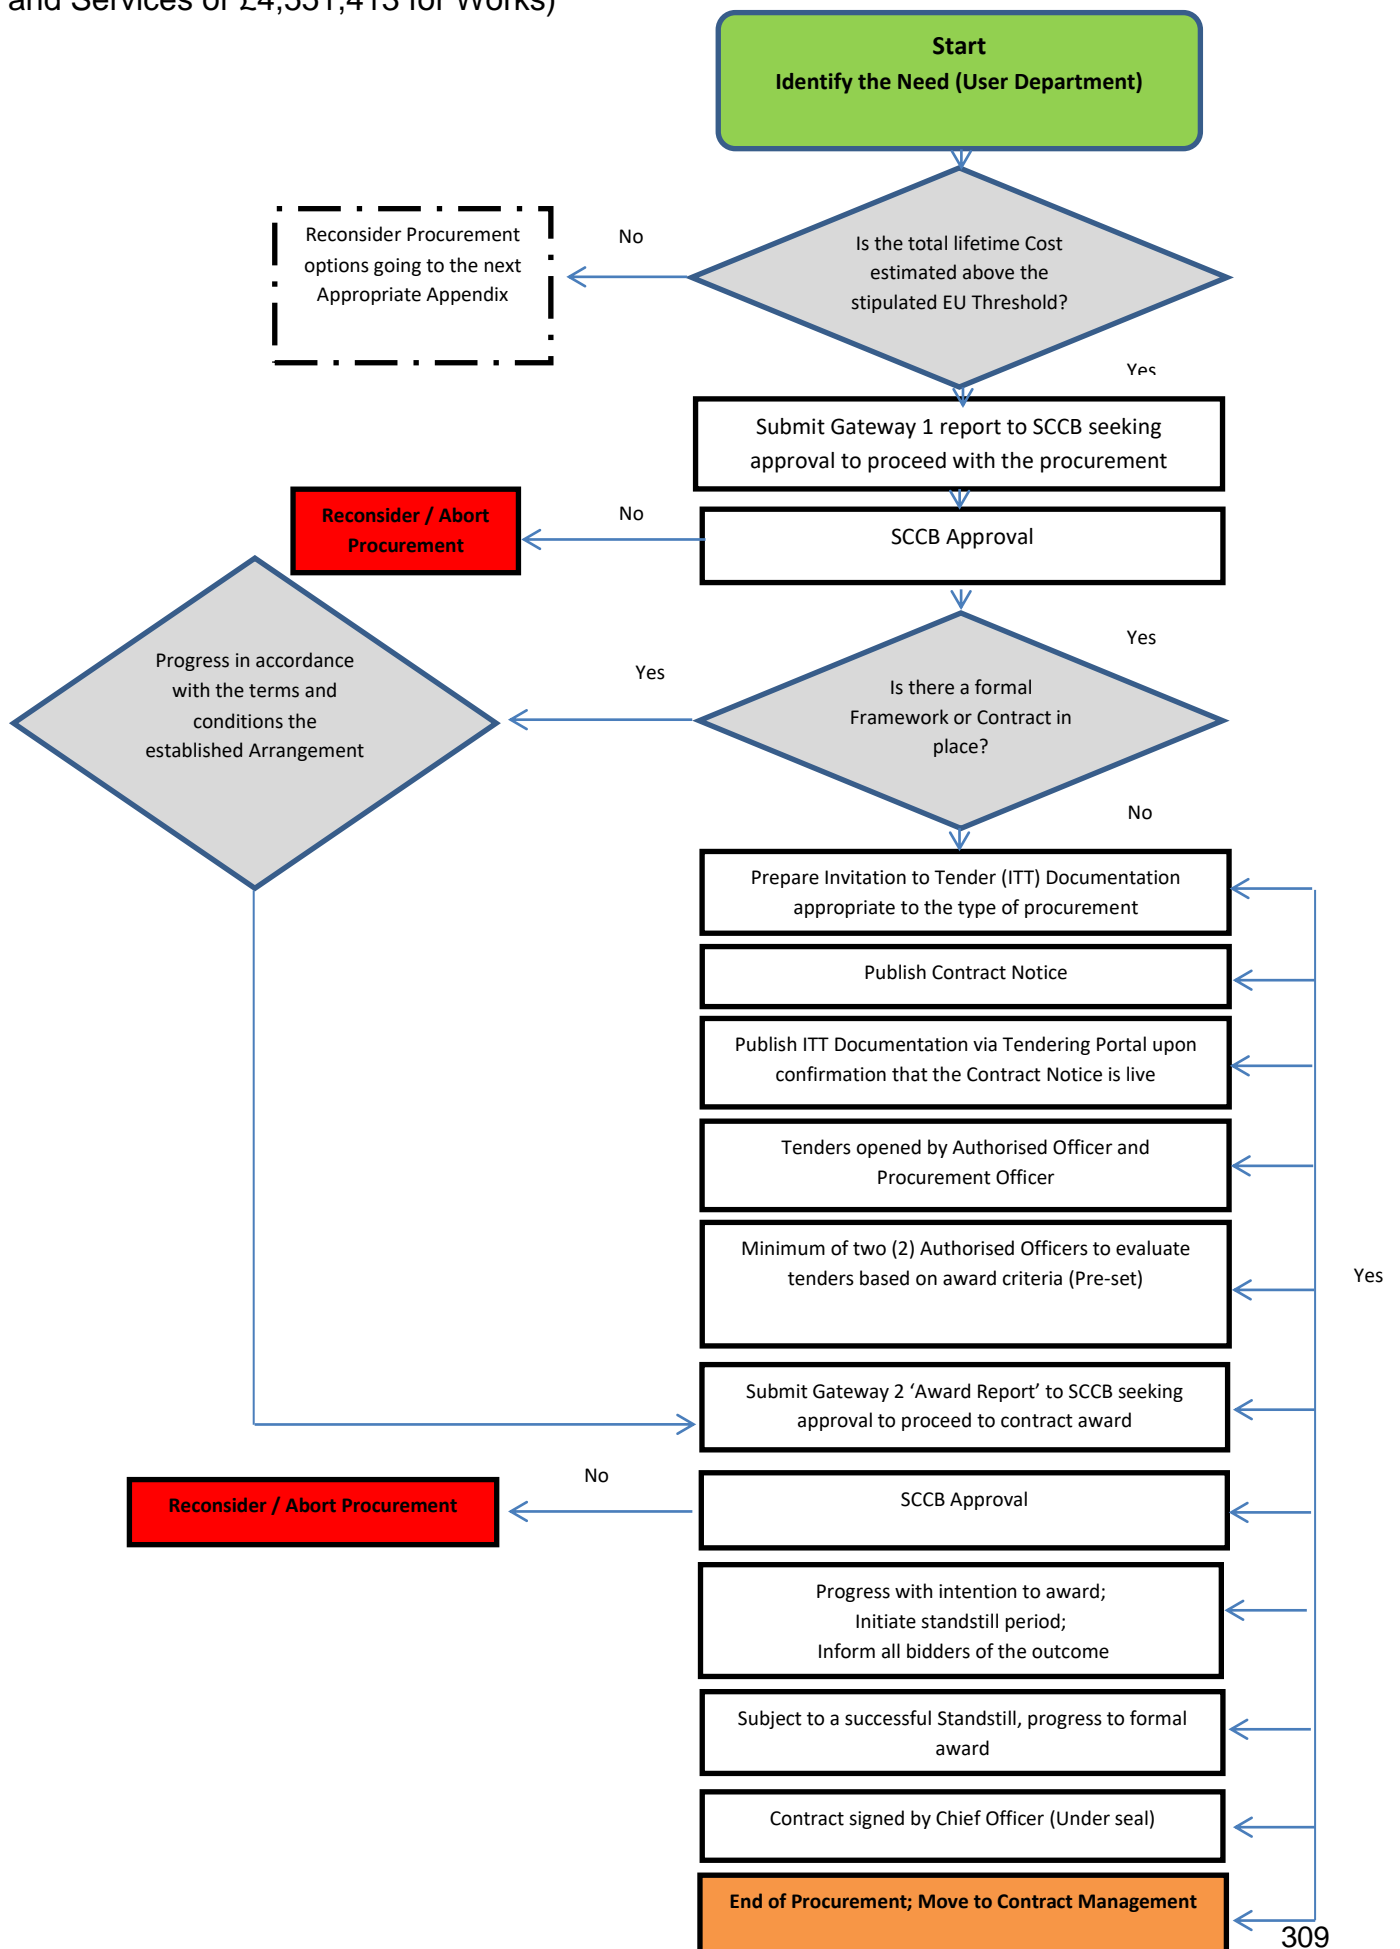 and Services or £4,551,413 for Works)
Start
Identify the Need (User Department)
Reconsider Procurement
options going to the next
Appropriate Appendix
No
Is the total lifetime Cost
estimated above the
stipulated EU Threshold?
Yes
Submit Gateway 1 report to SCCB seeking
approval to proceed with the procurement
Reconsider / Abort
Procurement
No
SCCB Approval
Yes
Progress in accordance
with the terms and
conditions the
established Arrangement
Yes
Is there a formal
Framework or Contract in
place?
No
Prepare Invitation to Tender (ITT) Documentation
appropriate to the type of procurement
Publish Contract Notice
Publish ITT Documentation via Tendering Portal upon
confirmation that the Contract Notice is live
Tenders opened by Authorised Officer and
Procurement Officer
Minimum of two (2) Authorised Officers to evaluate
tenders based on award criteria (Pre-set)
Yes
Submit Gateway 2 ‘Award Report’ to SCCB seeking
approval to proceed to contract award
Reconsider / Abort Procurement
No
SCCB Approval
Progress with intention to award;
Initiate standstill period;
Inform all bidders of the outcome
Subject to a successful Standstill, progress to formal
award
Contract signed by Chief Officer (Under seal)
End of Procurement; Move to Contract Management
309